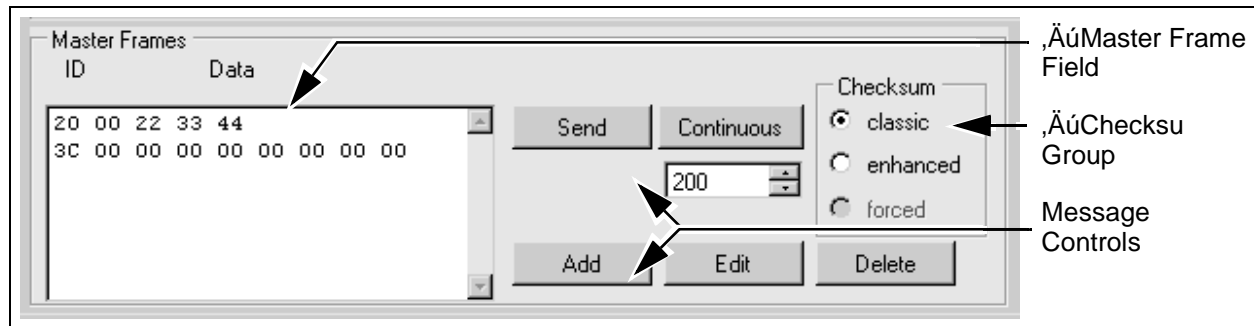 Master Frames
ID Data
20 00 22 33 44
3C 00 00 00 00 00 00 00 00
Send Continuous
200
Add Edit Delete
Checksum
classic
enhanced
forced
‚ÄúMaster Frame
Field
‚ÄúChecksu
Group
Message
Controls